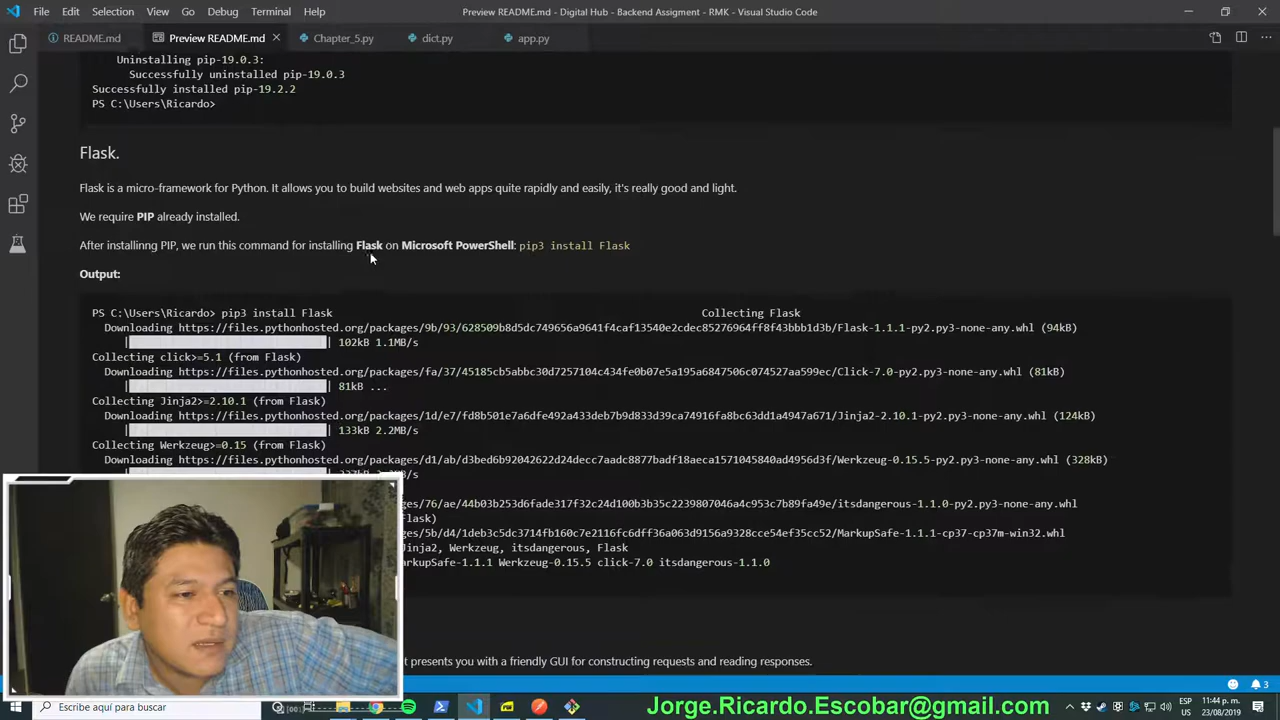 File Edit Selection View Go Debug Terminal Help
Preview README.md - Digital Hub - Backend Assigment - RMK - Visual Studio Code
README.md Preview README.md Chapter_5.py dict.py app.py
Uninstalling pip-19.0.3:
Successfully uninstalled pip-19.0.3
Successfully installed pip-19.2.2
PS C:\Users\Ricardo>
Flask.
Flask is a micro-framework for Python. It allows you to build websites and web apps quite rapidly and easily, it's really good and light.
We require PIP already installed.
After installinng PIP, we run this command for installing Flask on Microsoft PowerShell: pip3 install Flask
Output:
PS C:\Users\Ricardo> pip3 install Flask Collecting Flask
Downloading https://files.pythonhosted.org/packages/9b/93/628509b8d5dc749656a9641f4caf13540e2cdec85276964ff8f43bbb1d3b/Flask-1.1.1-py2.py3-none-any.whl (94kB)
102kB 1.1MB/s
Collecting click>=5.1 (from Flask)
Downloading https://files.pythonhosted.org/packages/fa/37/45185cb5abbc30d7257104c434fe0b07e5a195a6847506c074527aa599ec/Click-7.0-py2.py3-none-any.whl (81kB)
81kB ...
Collecting Jinja2>=2.10.1 (from Flask)
Downloading https://files.pythonhosted.org/packages/1d/e7/fd8b501e7a6dfe492a433deb7b9d833d39ca74916fa8bc63dd1a4947a671/Jinja2-2.10.1-py2.py3-none-any.whl (124kB)
133kB 2.2MB/s
Collecting Werkzeug>=0.15 (from Flask)
Downloading https://files.pythonhosted.org/packages/d1/ab/d3bed6b92042622d24decc7aadc8877badf18aeca1571045840ad4956d3f/Werkzeug-0.15.5-py2.py3-none-any.whl (328kB)
ges/76/ae/44b03b253d6fade317f32c24d100b3b35c2239807046a4c953c7b89fa49e/itsdangerous-1.1.0-py2.py3-none-any.whl
lask)
ges/5b/d4/1deb3c5dc3714fb160c7e2116fc6dff36a063d9156a9328cce54ef35cc52/MarkupSafe-1.1.1-cp37-cp37m-win32.whl
Jinja2, Werkzeug, itsdangerous, Flask
arkupSafe-1.1.1 Werkzeug-0.15.5 click-7.0 itsdangerous-1.1.0
t presents you with a friendly GUI for constructing requests and reading responses.
3
Escribe aquí para buscar
Jorge.Ricardo.Escobar@gmail.com
ESP 11:44 p. m.
US 23/08/2019